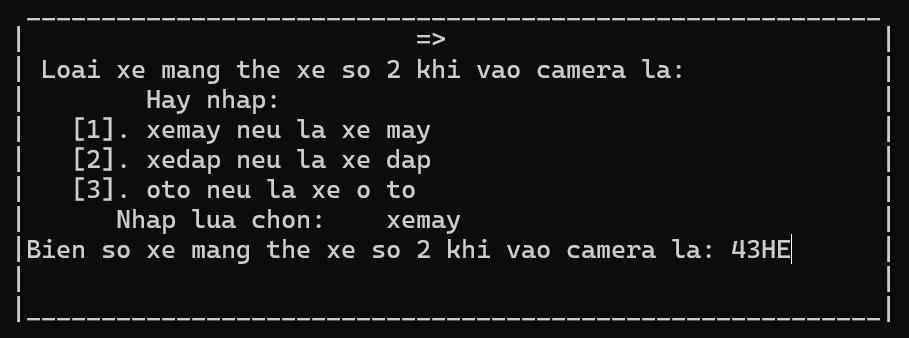 =>
Loai xe mang the xe so 2 khi vao camera la:
Hay nhap:
[1]. xemay neu la xe may
[2]. xedap neu la xe dap
[3]. oto neu la xe o to
Nhap lua chon: xemay
Bien so xe mang the xe so 2 khi vao camera la: 43HE